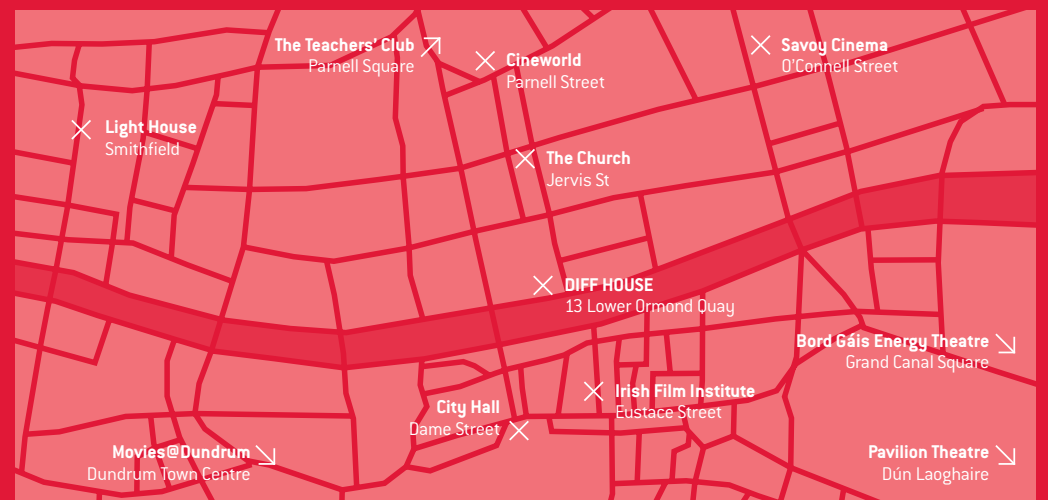 The Teachers' Club
Parnell Square
Cineworld
Parnell Street
Savoy Cinema
O'Connell Street
Light House
Smithfield
The Church
Jervis St
DIFF HOUSE
13 Lower Ormond Quay
Bord Gáis Energy Theatre
Grand Canal Square
Irish Film Institute
Eustace Street
City Hall
Dame Street
Movies@Dundrum
Dundrum Town Centre
Pavilion Theatre
Dún Laoghaire